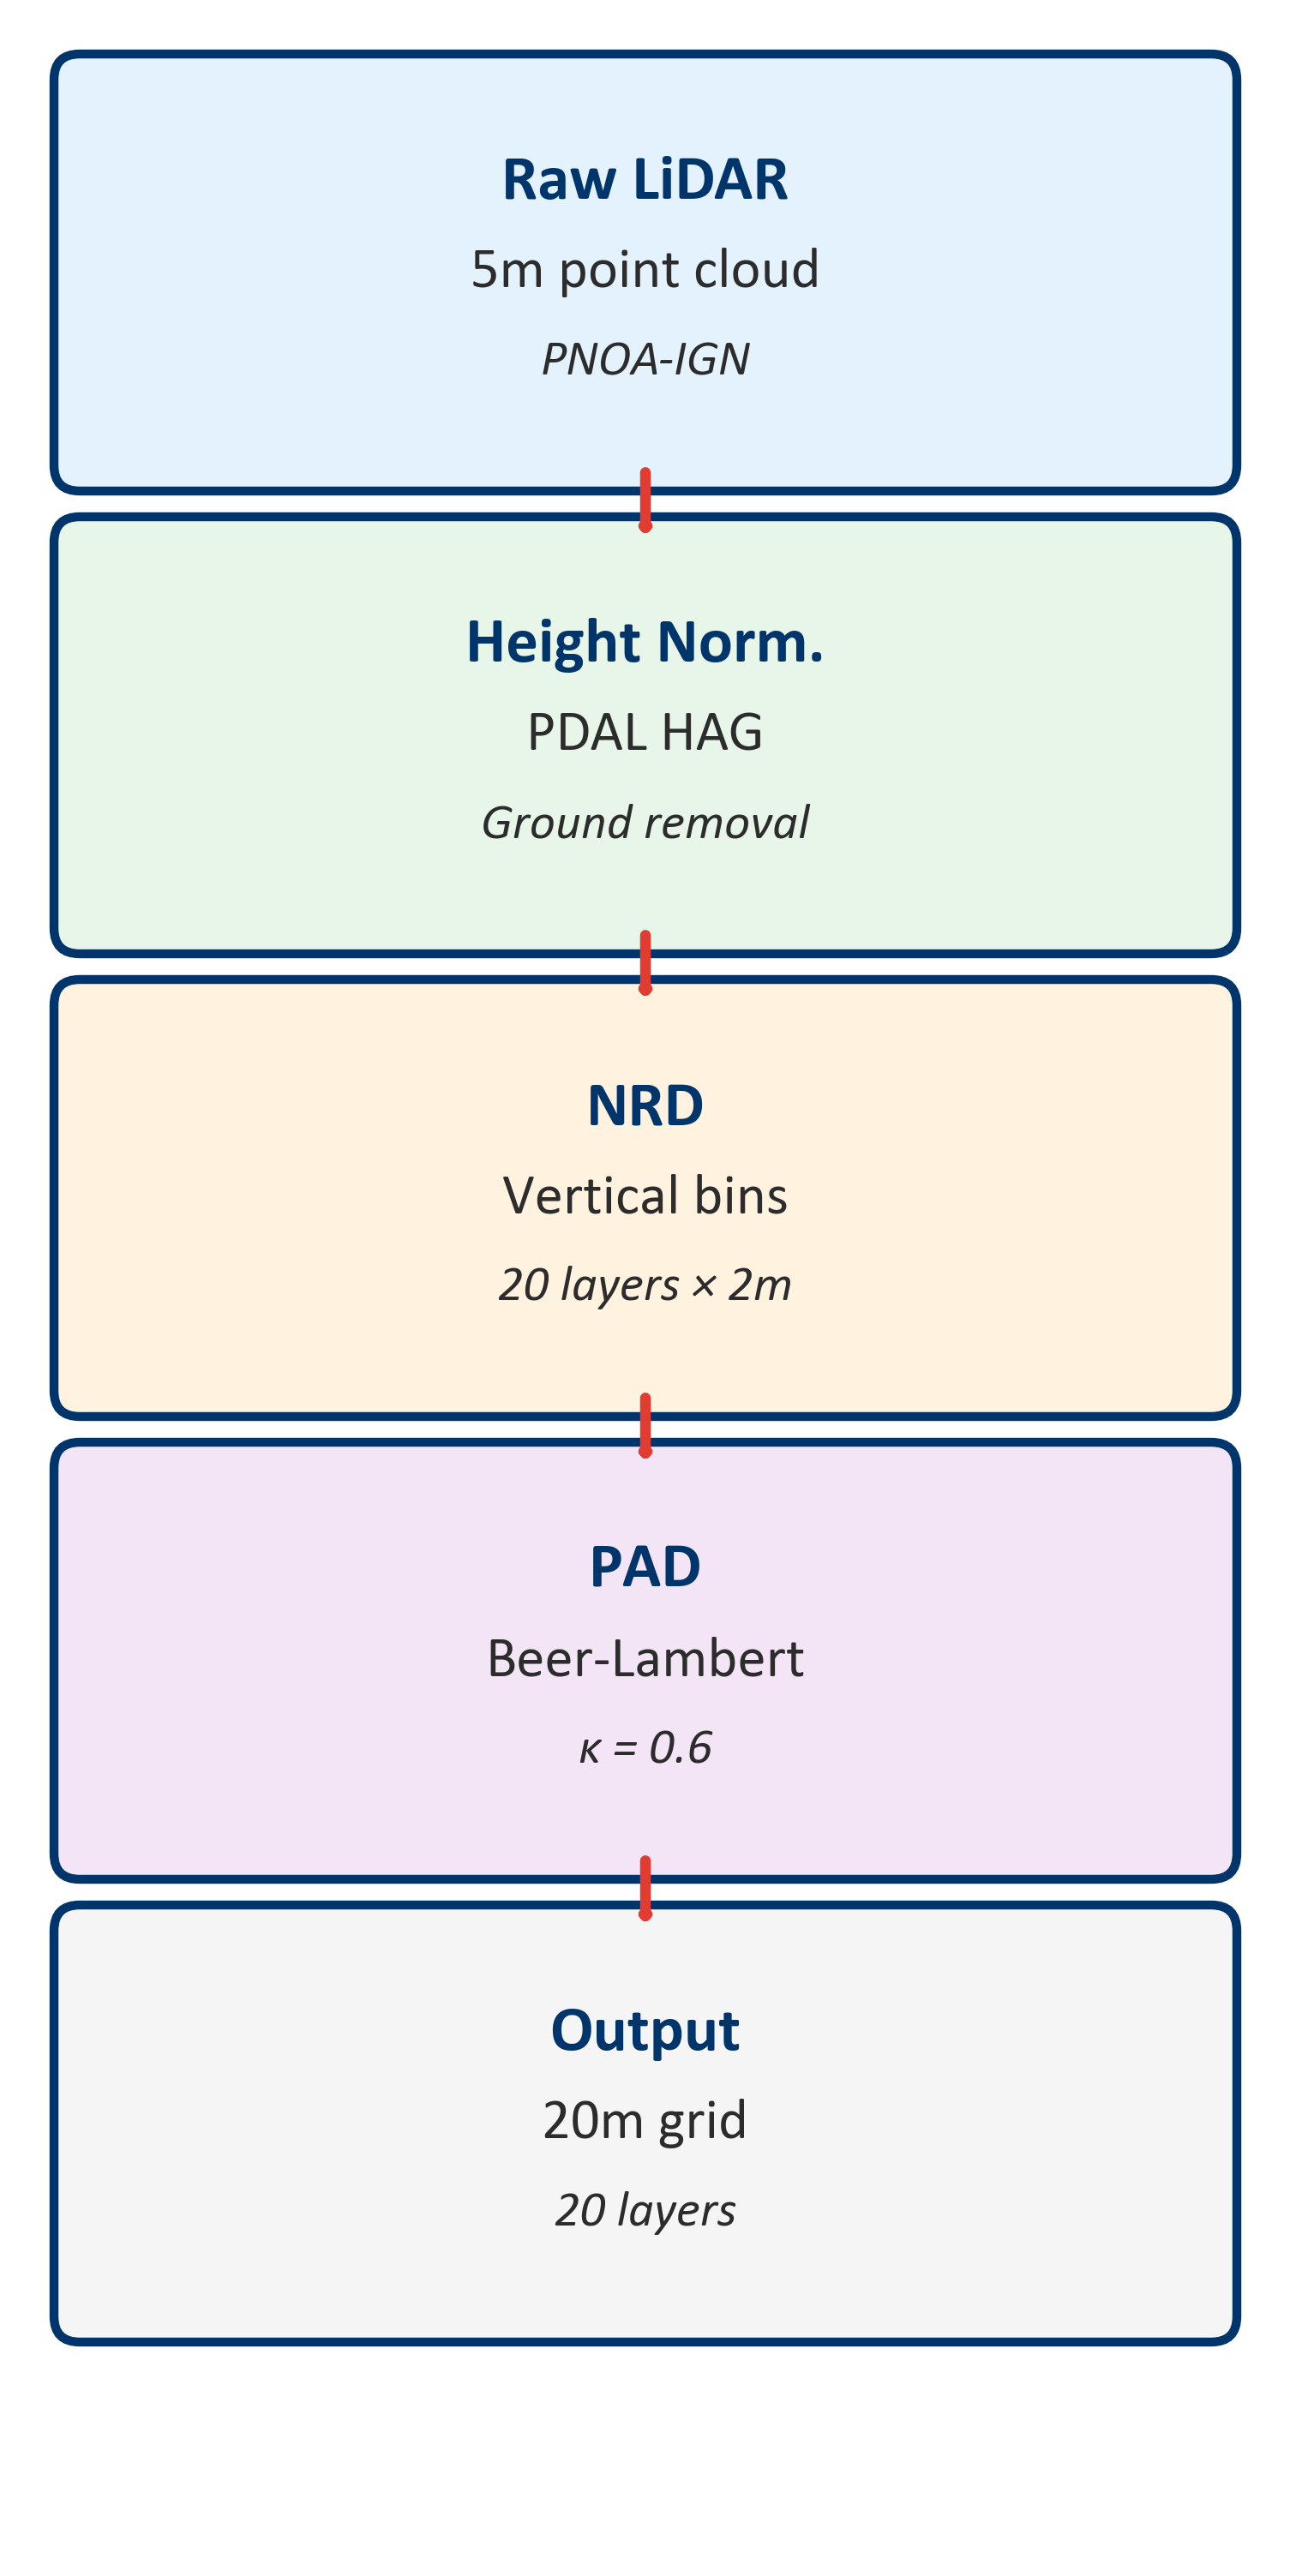 Raw LiDAR
5m point cloud
PNOA-IGN
Height Norm.
PDAL HAG
Ground removal
NRD
Vertical bins
20 layers × 2m
PAD
Beer-Lambert
κ = 0.6
Output
20m grid
20 layers